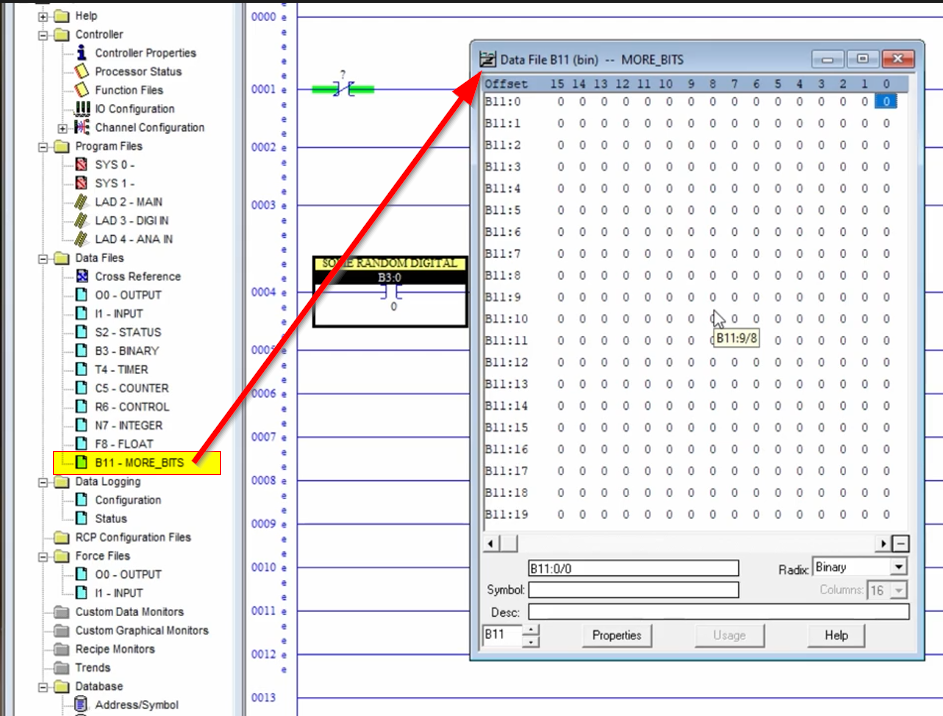 Help
Controller
Controller Properties
Processor Status
Function Files
IO Configuration
Channel Configuration
Program Files
SYS 0 -
SYS 1 -
LAD 2 - MAIN
LAD 3 - DIGI IN
LAD 4 - ANA IN
Data Files
Cross Reference
O0 - OUTPUT
I1 - INPUT
S2 - STATUS
B3 - BINARY
T4 - TIMER
C5 - COUNTER
R6 - CONTROL
N7 - INTEGER
F8 - FLOAT
B11 - MORE_BITS
Data Logging
Configuration
Status
RCP Configuration Files
Force Files
O0 - OUTPUT
I1 - INPUT
Custom Data Monitors
Custom Graphical Monitors
Recipe Monitors
Trends
Database
Address/Symbol
0000 e
e
e
e
?
0001 e
e
e
0002 e
e
e
0003 e
e
e
SOME RANDOM DIGITAL
B3:0
0004 e
0
e
e
0005 e
e
0006 e
e
0007 e
e
0008 e
e
0009 e
e
0010 e
e
0011 e
e
0012 e
e
0013
Data File B11 (bin) -- MORE_BITS
Offset 15 14 13 12 11 10 9 8 7 6 5 4 3 2 1 0
B11:0 0 0 0 0 0 0 0 0 0 0 0 0 0 0 0 0
B11:1 0 0 0 0 0 0 0 0 0 0 0 0 0 0 0 0
B11:2 0 0 0 0 0 0 0 0 0 0 0 0 0 0 0 0
B11:3 0 0 0 0 0 0 0 0 0 0 0 0 0 0 0 0
B11:4 0 0 0 0 0 0 0 0 0 0 0 0 0 0 0 0
B11:5 0 0 0 0 0 0 0 0 0 0 0 0 0 0 0 0
B11:6 0 0 0 0 0 0 0 0 0 0 0 0 0 0 0 0
B11:7 0 0 0 0 0 0 0 0 0 0 0 0 0 0 0 0
B11:8 0 0 0 0 0 0 0 0 0 0 0 0 0 0 0 0
B11:9 0 0 0 0 0 0 0 0 0 0 0 0 0 0 0 0
B11:10 0 0 0 0 0 0 0 0 0 0 0 0 0 0 0
B11:9/8
B11:11 0 0 0 0 0 0 0 0 0 0 0 0 0
B11:12 0 0 0 0 0 0 0 0 0 0 0 0 0 0 0 0
B11:13 0 0 0 0 0 0 0 0 0 0 0 0 0 0 0 0
B11:14 0 0 0 0 0 0 0 0 0 0 0 0 0 0 0 0
B11:15 0 0 0 0 0 0 0 0 0 0 0 0 0 0 0 0
B11:16 0 0 0 0 0 0 0 0 0 0 0 0 0 0 0 0
B11:17 0 0 0 0 0 0 0 0 0 0 0 0 0 0 0 0
B11:18 0 0 0 0 0 0 0 0 0 0 0 0 0 0 0 0
B11:19 0 0 0 0 0 0 0 0 0 0 0 0 0 0 0 0
B11:0/0
Radix: Binary
Symbol:
Columns: 16
Desc:
B11
Properties
Usage
Help